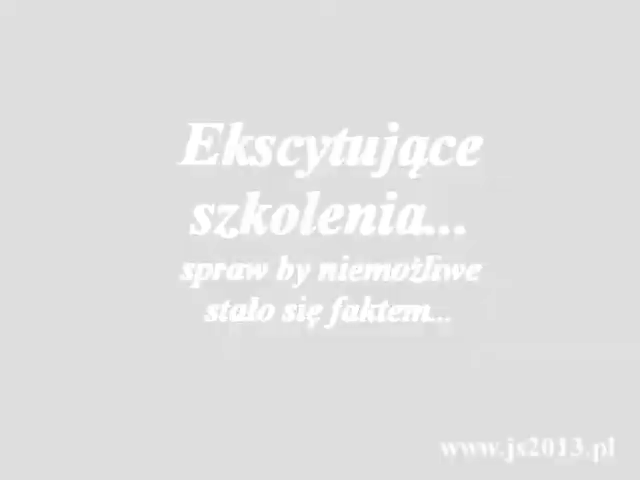 Ekscytujące
szkolenia...
spraw by niemożliwe
stało się faktem...
www.js2013.pl